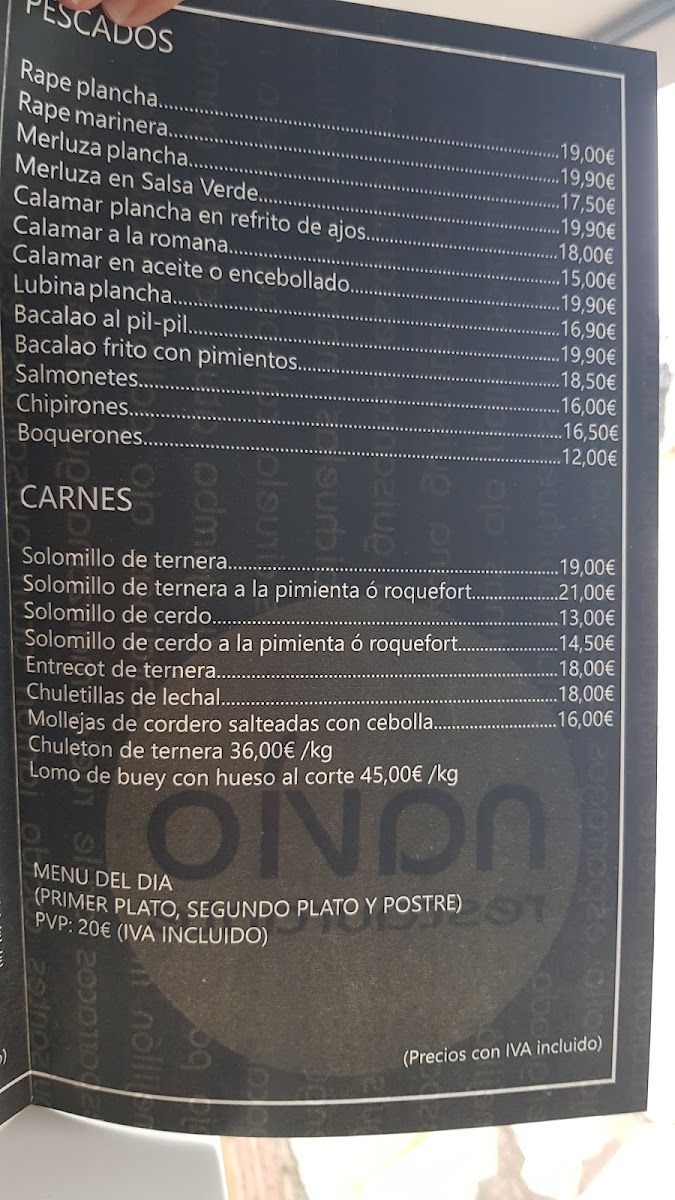 PESCADOS
Rape plancha..........19,00€
Rape marinera..........19,90€
Merluza plancha..........17,50€
Merluza en Salsa Verde..........19,90€
Calamar plancha en refrito de ajos..........18,00€
Calamar a la romana..........15,00€
Calamar en aceite o encebollado..........19,90€
Lubina plancha..........16,90€
Bacalao al pil-pil..........19,90€
Bacalao frito con pimientos..........18,50€
Salmonetes..........16,00€
Chipirones..........16,50€
Boquerones..........12,00€
CARNES
Solomillo de ternera..........19,00€
Solomillo de ternera a la pimienta ó roquefort..........21,00€
Solomillo de cerdo..........13,00€
Solomillo de cerdo a la pimienta ó roquefort..........14,50€
Entrecot de ternera..........18,00€
Chuletillas de lechal..........18,00€
Mollejas de cordero salteadas con cebolla..........16,00€
Chuleton de ternera 36,00€ /kg
Lomo de buey con hueso al corte 45,00€ /kg
MENU DEL DIA
(PRIMER PLATO, SEGUNDO PLATO Y POSTRE)
PVP: 20€ (IVA INCLUIDO)
(Precios con IVA incluido)